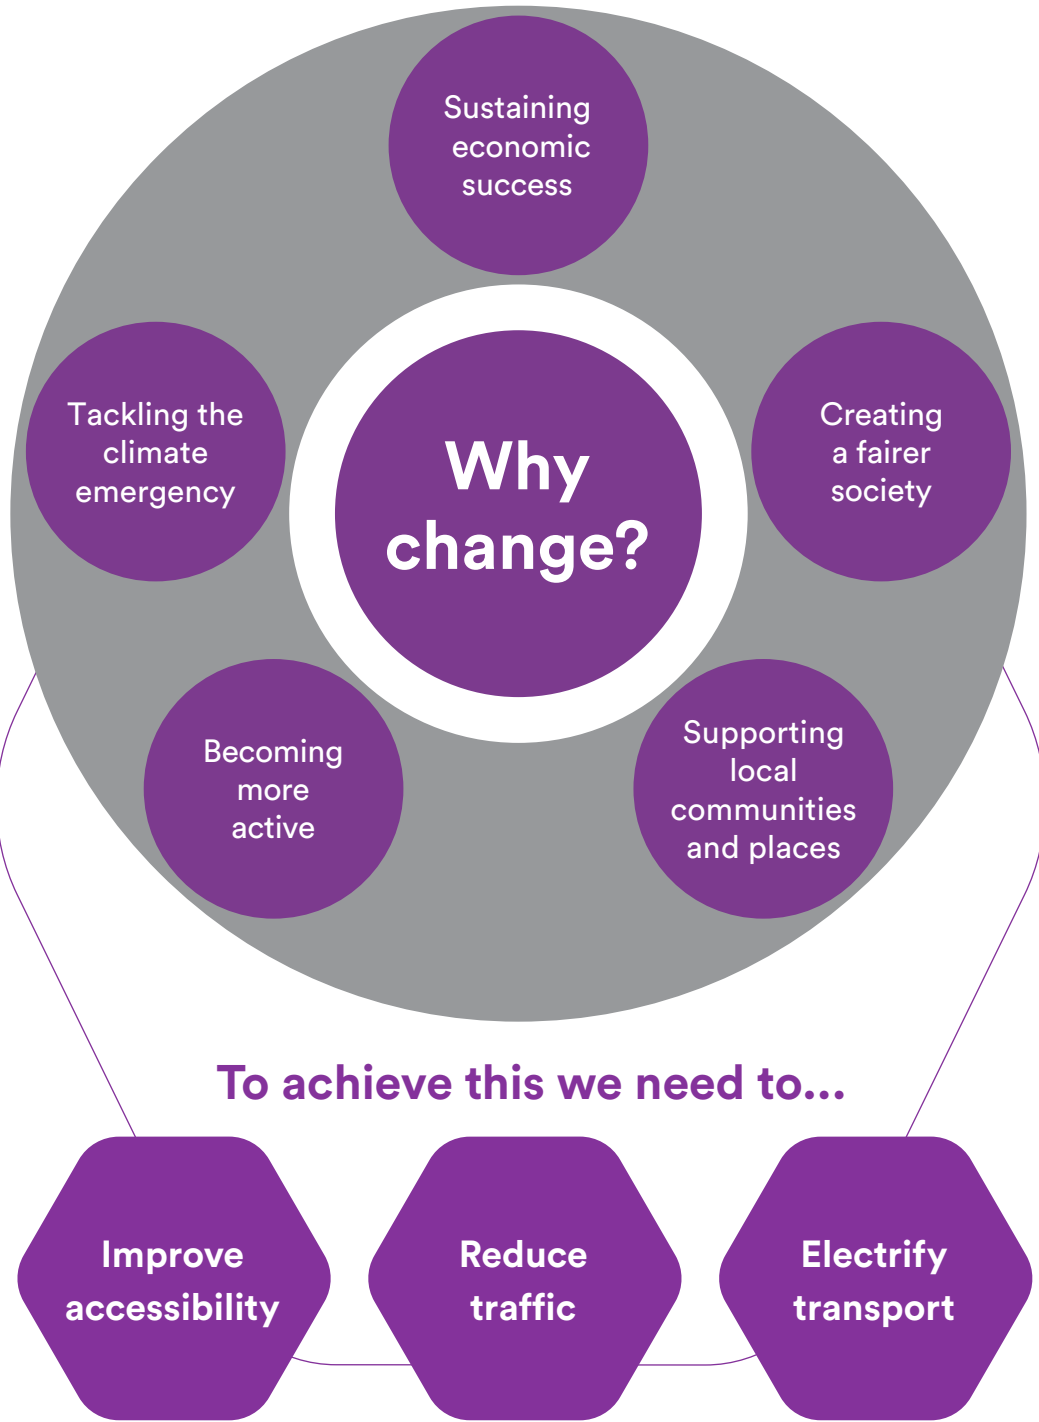 Sustaining
economic
success
Tackling the
climate
emergency
Why
change?
Creating
a fairer
society
Becoming
more
active
Supporting
local
communities
and places
To achieve this we need to...
Improve
accessibility
Reduce
traffic
Electrify
transport